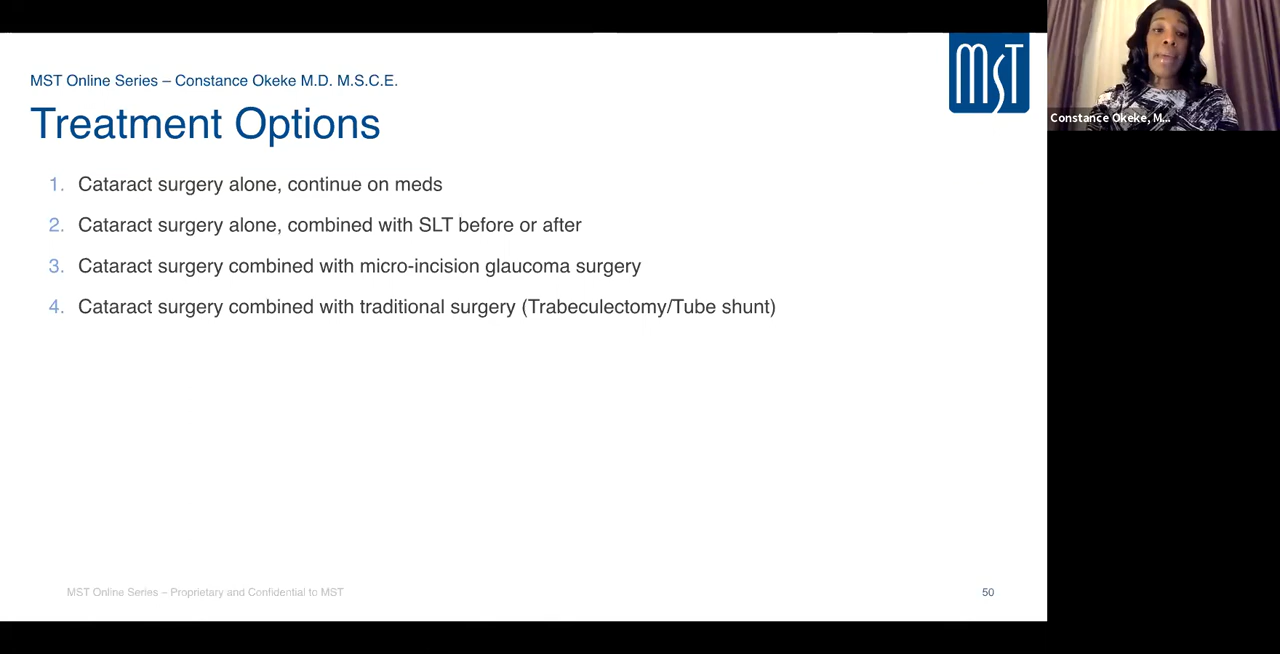 MST Online Series – Constance Okeke M.D. M.S.C.E.
MST
Treatment Options
1. Cataract surgery alone, continue on meds
2. Cataract surgery alone, combined with SLT before or after
3. Cataract surgery combined with micro-incision glaucoma surgery
4. Cataract surgery combined with traditional surgery (Trabeculectomy/Tube shunt)
MST Online Series – Proprietary and Confidential to MST
50
Constance Okeke, M...